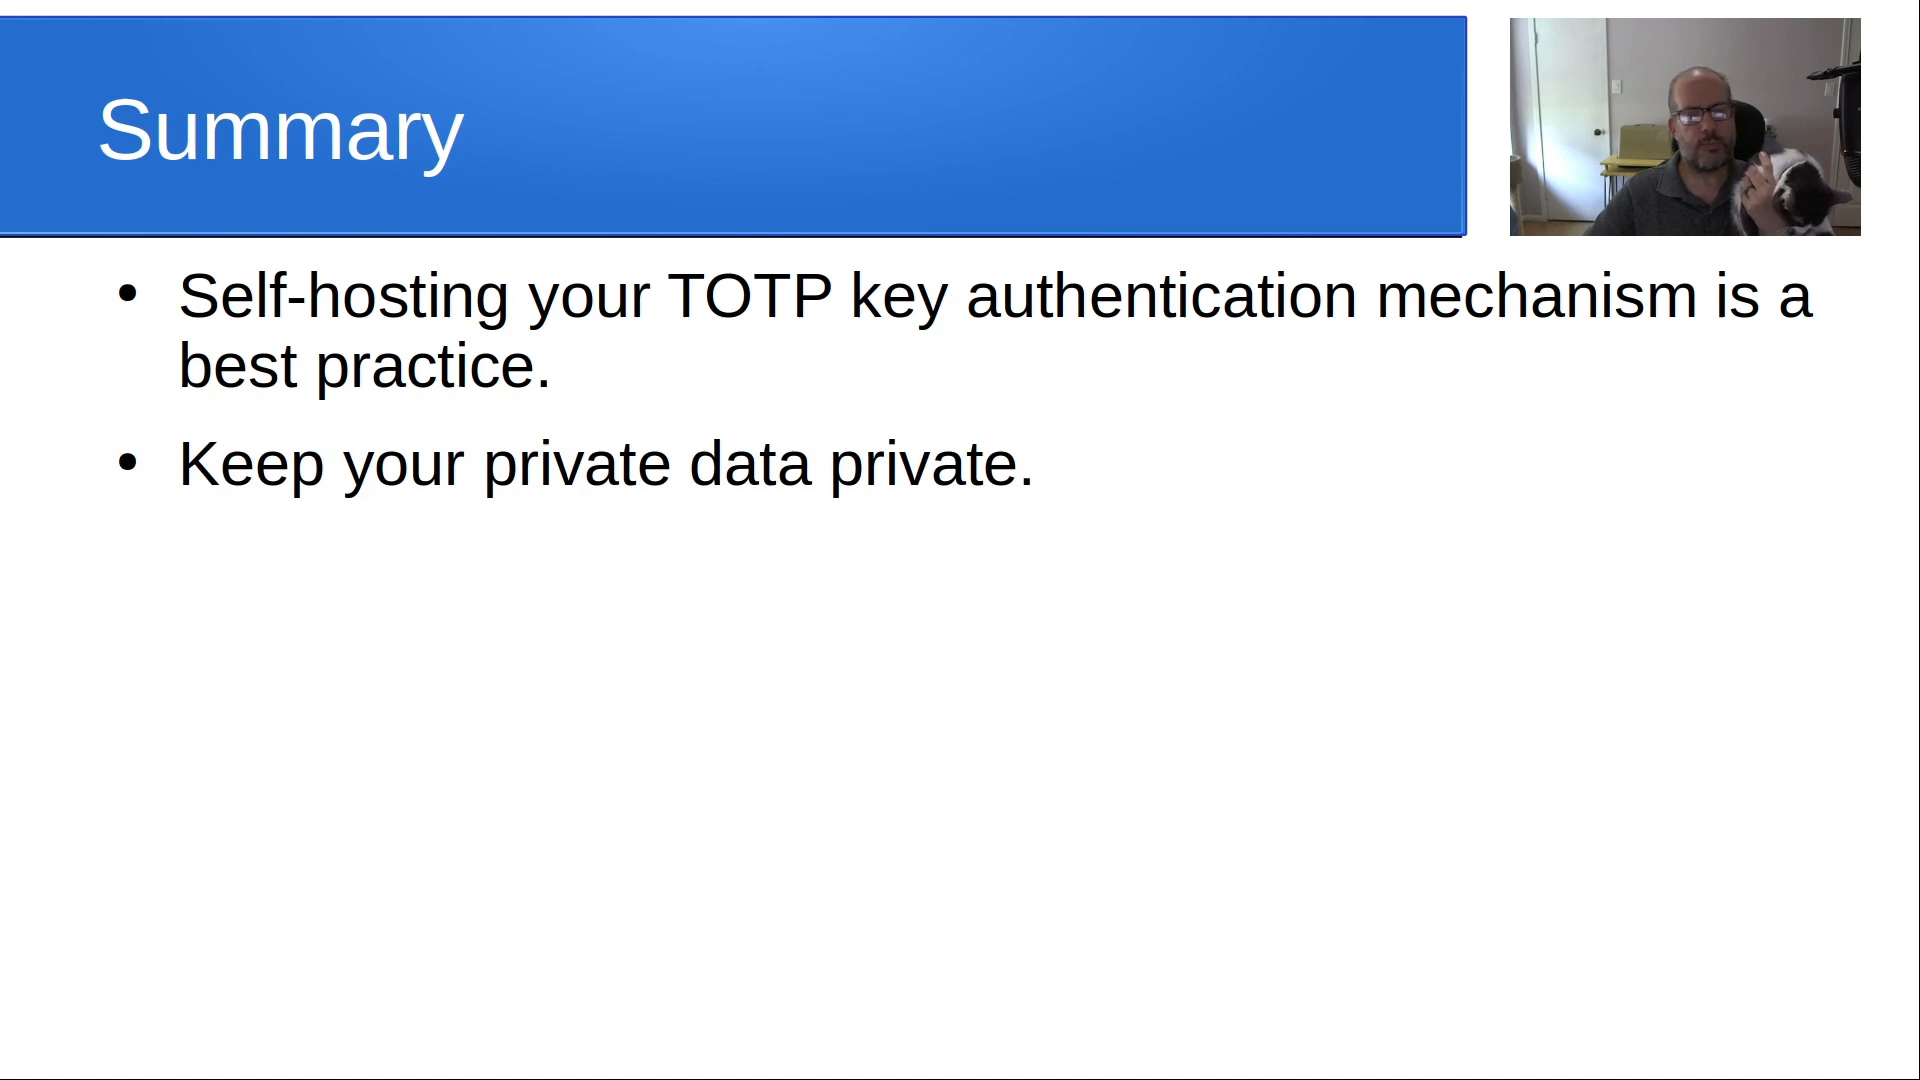 Summary
• Self-hosting your TOTP key authentication mechanism is a
best practice.
• Keep your private data private.